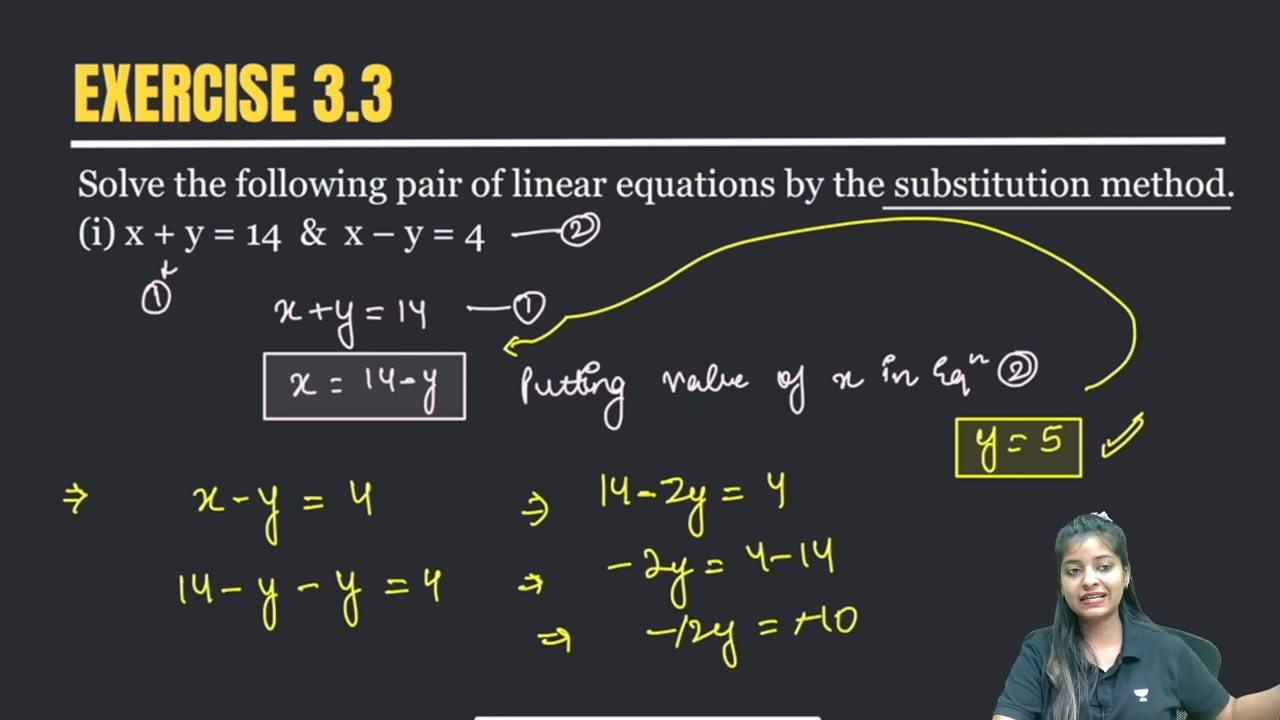 EXERCISE 3.3
Solve the following pair of linear equations by the substitution method.
(i) x + y = 14 & x – y = 4 — ②
①
x + y = 14 — ①
x = 14 - y
Putting value of x in Eqⁿ ②
y = 5
⇒ x - y = 4
14 - y - y = 4
⇒ 14 - 2y = 4
⇒ -2y = 4 - 14
⇒ -2y = -10